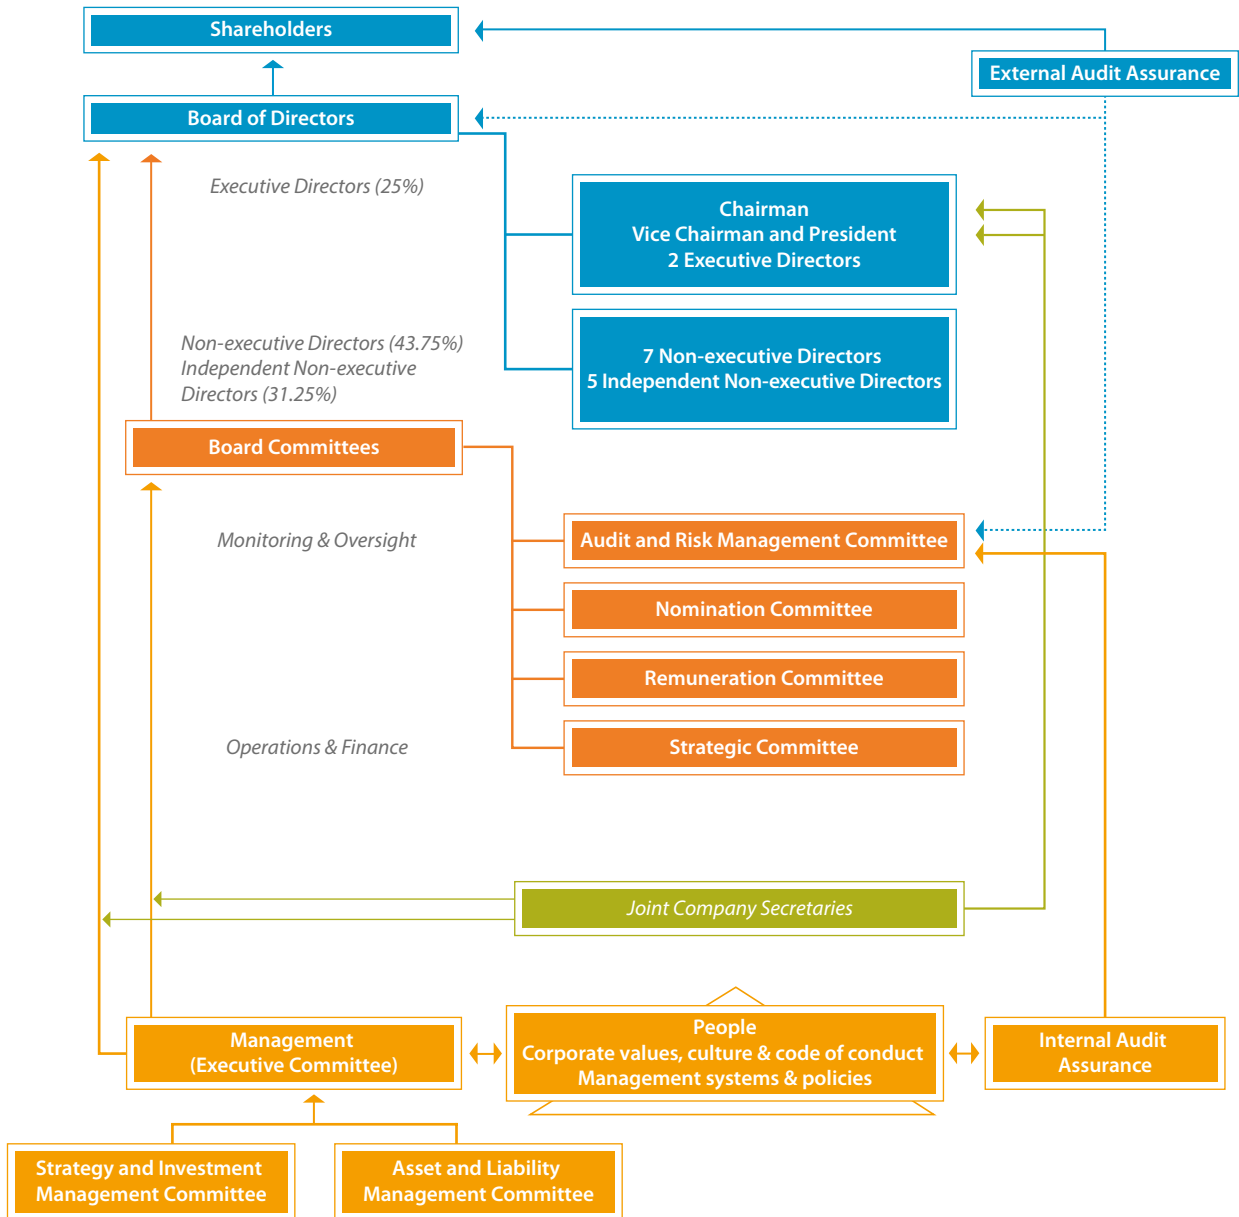 Shareholders
External Audit Assurance
Board of Directors
Executive Directors (25%)
Chairman
Vice Chairman and President
2 Executive Directors
Non-executive Directors (43.75%)
Independent Non-executive
Directors (31.25%)
7 Non-executive Directors
5 Independent Non-executive Directors
Board Committees
Monitoring & Oversight
Audit and Risk Management Committee
Nomination Committee
Remuneration Committee
Operations & Finance
Strategic Committee
Joint Company Secretaries
Management
(Executive Committee)
People
Corporate values, culture & code of conduct
Management systems & policies
Internal Audit
Assurance
Strategy and Investment
Management Committee
Asset and Liability
Management Committee